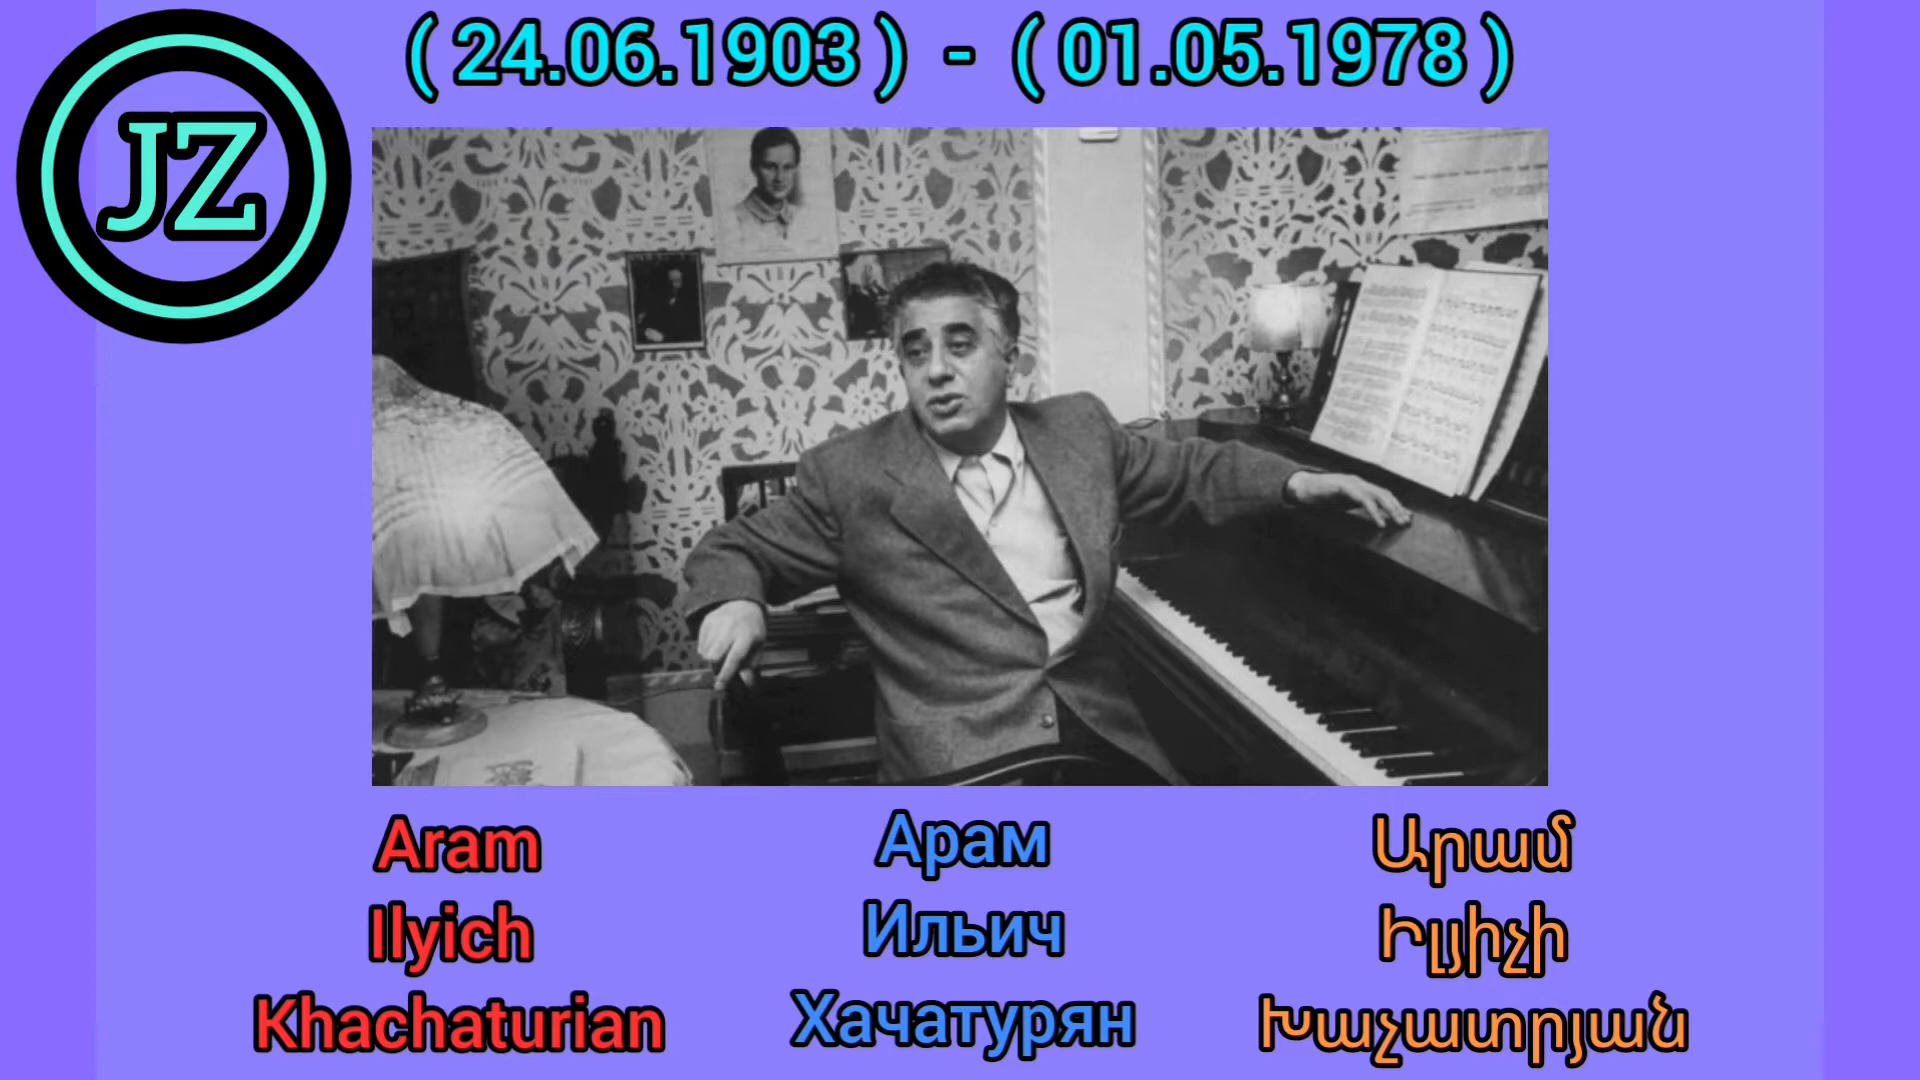 ( 24.06.1903 ) - ( 01.05.1978 )
JZ
Aram
Ilyich
Khachaturian
Арам
Ильич
Хачатурян
Արամ
Իլյիչի
Խաչատրյան